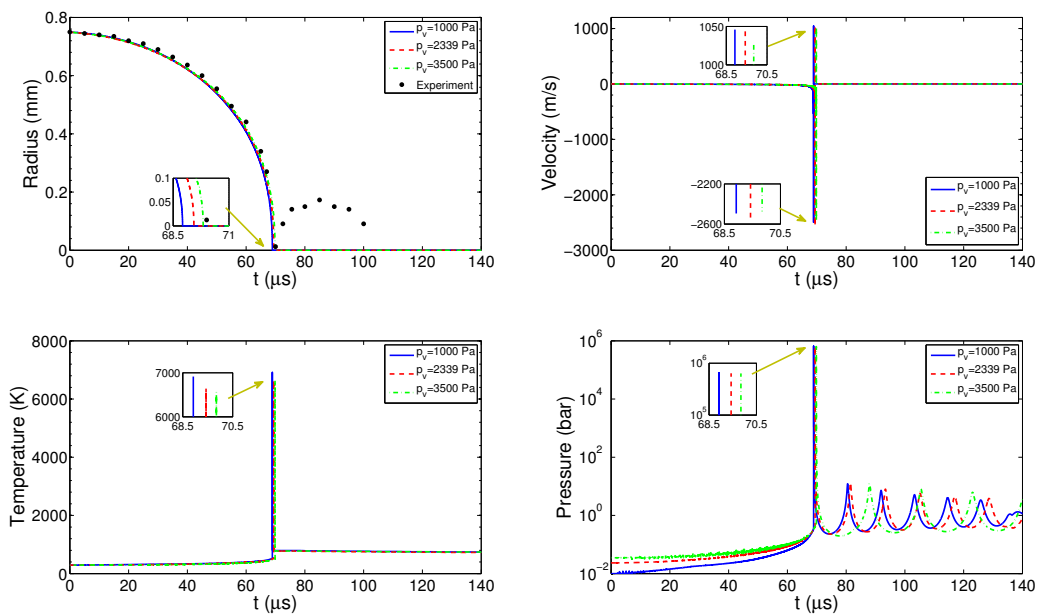 0.8
0.6
0.4
0.2
0
Radius (mm)
p_v=1000 Pa
p_v=2339 Pa
p_v=3500 Pa
Experiment
0.1
0.05
0
68.5 71
0 20 40 60 80 100 120 140
t (μs)
1000
0
−1000
−2000
−3000
Velocity (m/s)
1050
1000
68.5 70.5
−2200
−2600
68.5 70.5
p_v=1000 Pa
p_v=2339 Pa
p_v=3500 Pa
0 20 40 60 80 100 120 140
t (μs)
8000
6000
4000
2000
0
Temperature (K)
p_v=1000 Pa
p_v=2339 Pa
p_v=3500 Pa
7000
6000
68.5 70.5
0 20 40 60 80 100 120 140
t (μs)
10^6
10^4
10^2
10^0
10^−2
Pressure (bar)
p_v=1000 Pa
p_v=2339 Pa
p_v=3500 Pa
10^6
10^5
68.5 70.5
0 20 40 60 80 100 120 140
t (μs)